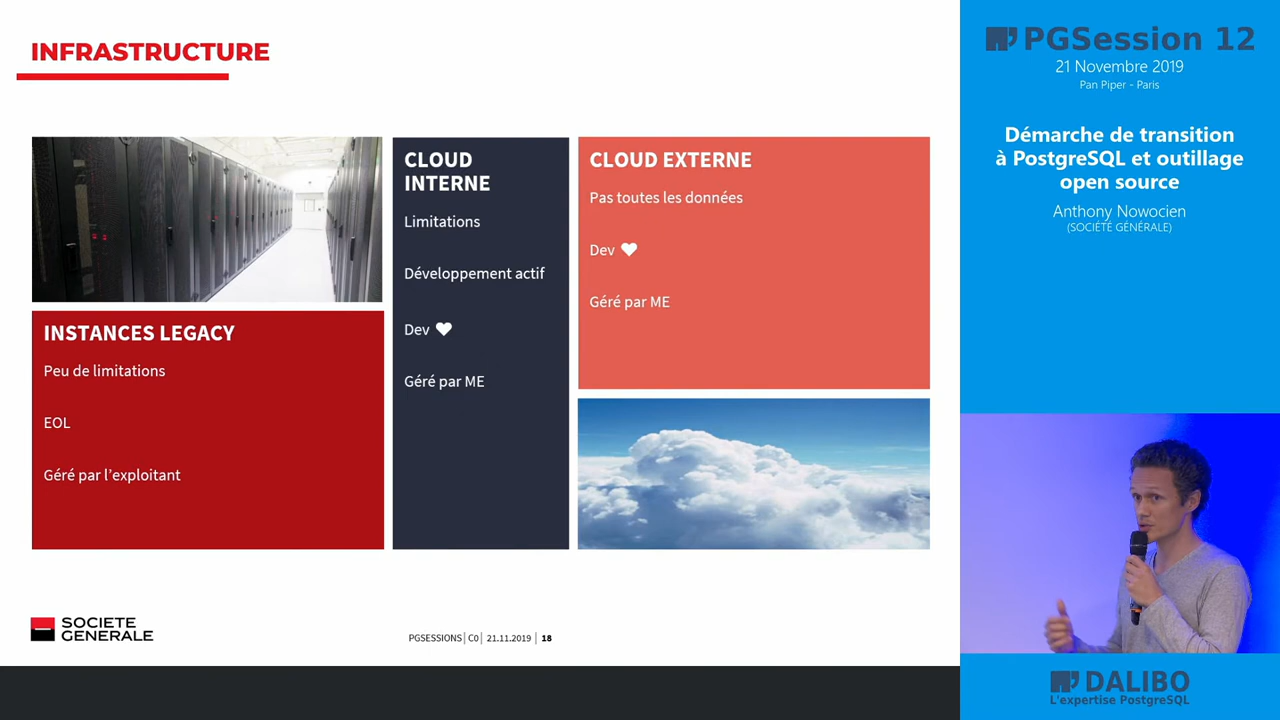 INFRASTRUCTURE
INSTANCES LEGACY
Peu de limitations
EOL
Géré par l’exploitant
CLOUD
INTERNE
Limitations
Développement actif
Dev ♥
Géré par ME
CLOUD EXTERNE
Pas toutes les données
Dev ♥
Géré par ME
SOCIETE
GENERALE
PGSESSIONS | C0 | 21.11.2019 | 18
PGSession 12
21 Novembre 2019
Pan Piper - Paris
Démarche de transition
à PostgreSQL et outillage
open source
Anthony Nowocien
(SOCIÉTÉ GÉNÉRALE)
DALIBO
L'expertise PostgreSQL